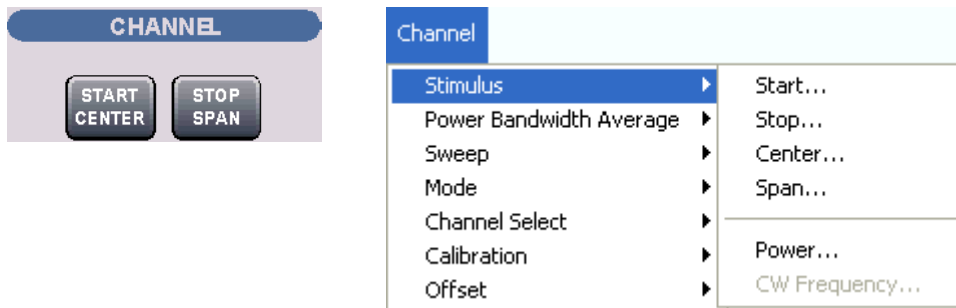 CHANNEL
START
CENTER
STOP
SPAN
Channel
Stimulus
Power Bandwidth Average
Sweep
Mode
Channel Select
Calibration
Offset
Start...
Stop...
Center...
Span...
Power...
CW Frequency...